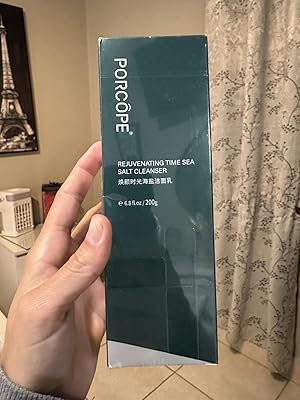 PORCÔPE®
REJUVENATING TIME SEA
SALT CLEANSER
焕颜时光海盐洁面乳
℮ 6.8 fl.oz / 200g